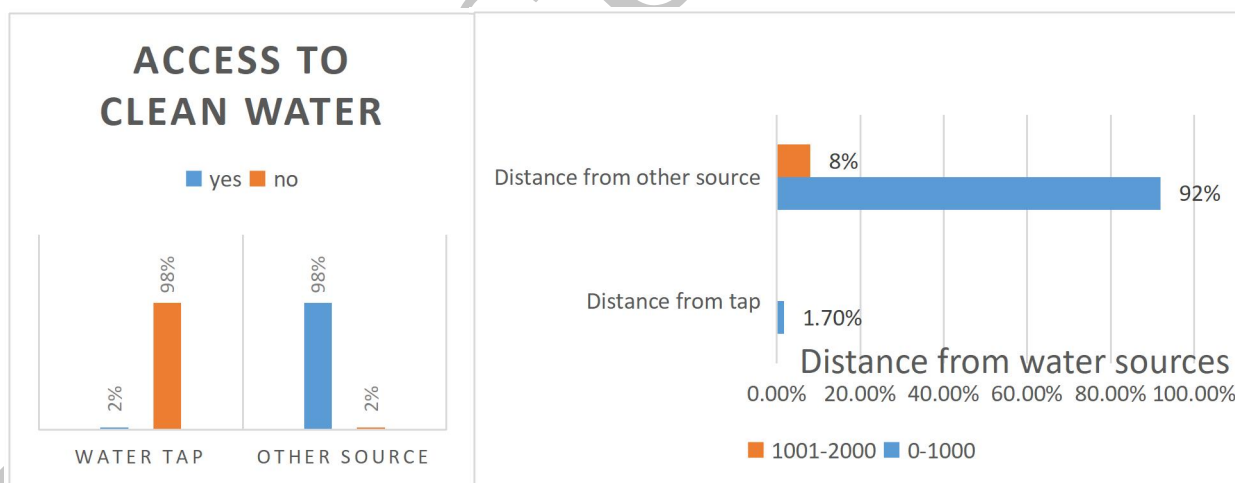 ACCESS TO
CLEAN WATER
yes no
98%
98%
2%
2%
WATER TAP OTHER SOURCE
Distance from other source
8%
92%
Distance from tap
1.70%
Distance from water sources
0.00% 20.00% 40.00% 60.00% 80.00% 100.00%
1001-2000 0-1000